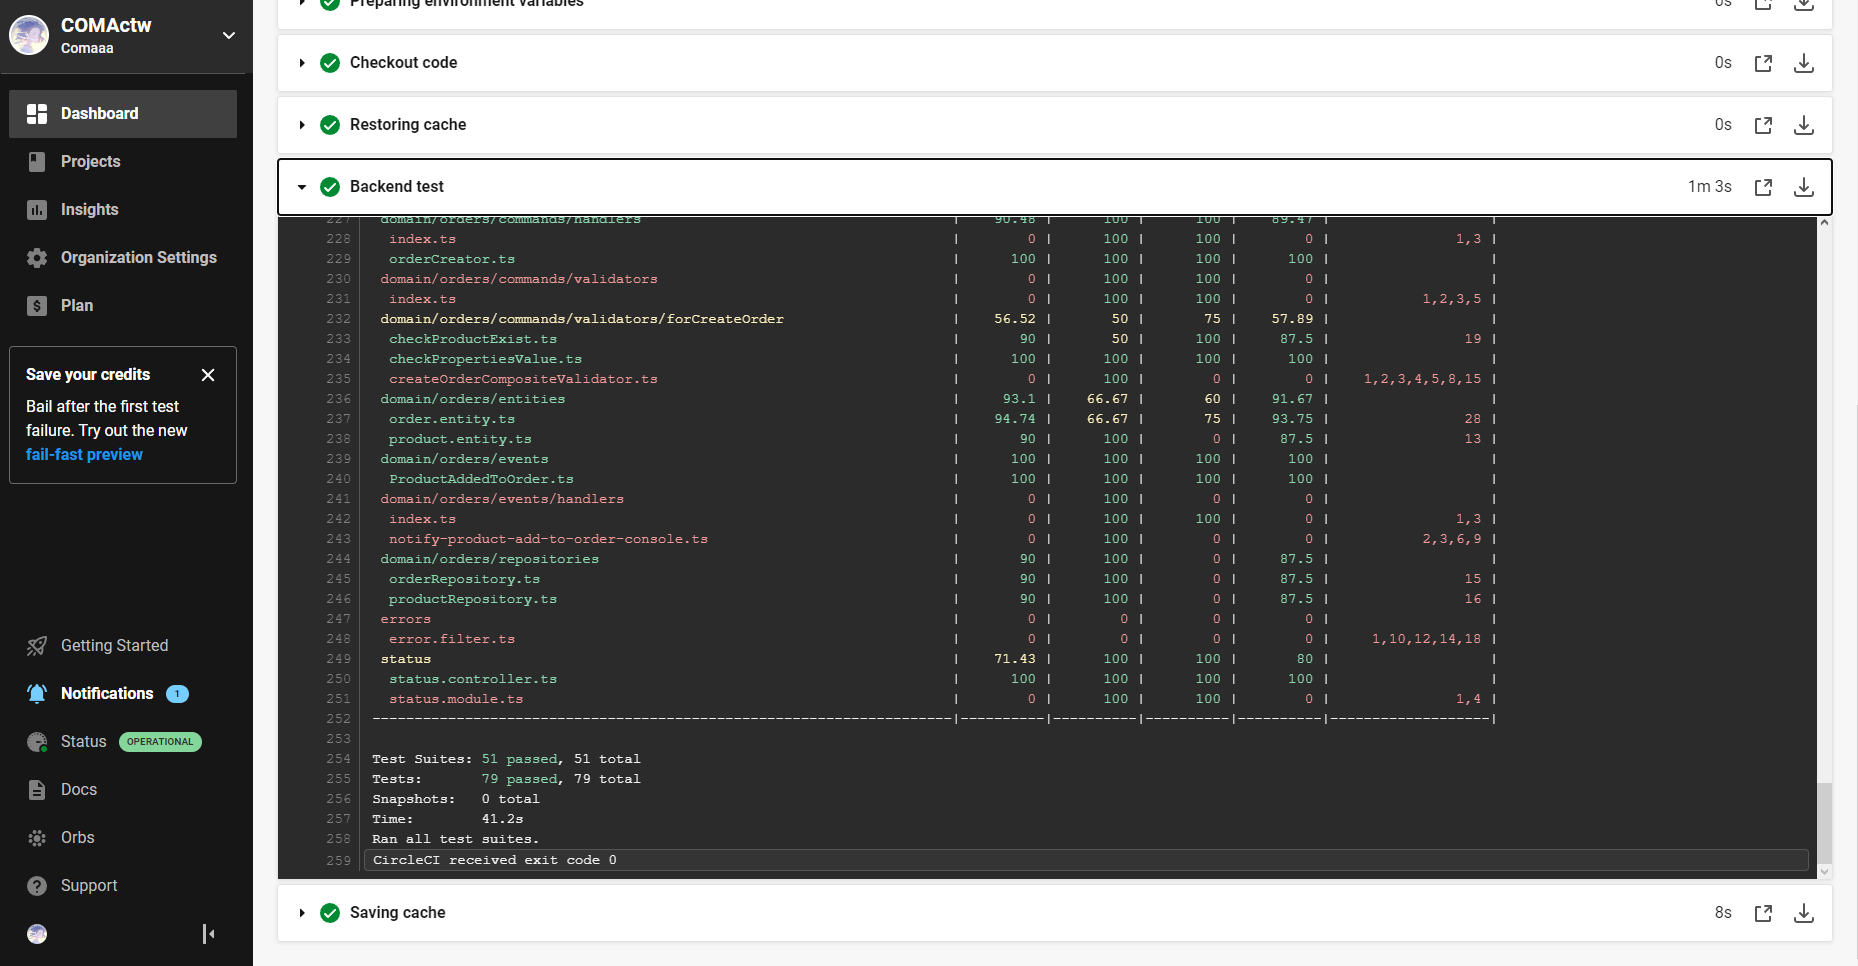 COMActw
Comaaa
Dashboard
Projects
Insights
Organization Settings
Plan
Save your credits
Bail after the first test
failure. Try out the new
fail-fast preview
Getting Started
Notifications 1
Status OPERATIONAL
Docs
Orbs
Support
Preparing environment variables 0s
Checkout code 0s
Restoring cache 0s
Backend test 1m 3s
227 domain/orders/commands/handlers | 90.48 | 100 | 100 | 89.47 | |
228 index.ts | 0 | 100 | 100 | 0 | 1,3 |
229 orderCreator.ts | 100 | 100 | 100 | 100 | |
230 domain/orders/commands/validators | 0 | 100 | 100 | 0 | |
231 index.ts | 0 | 100 | 100 | 0 | 1,2,3,5 |
232 domain/orders/commands/validators/forCreateOrder | 56.52 | 50 | 75 | 57.89 | |
233 checkProductExist.ts | 90 | 50 | 100 | 87.5 | 19 |
234 checkPropertiesValue.ts | 100 | 100 | 100 | 100 | |
235 createOrderCompositeValidator.ts | 0 | 100 | 0 | 0 | 1,2,3,4,5,8,15 |
236 domain/orders/entities | 93.1 | 66.67 | 60 | 91.67 | |
237 order.entity.ts | 94.74 | 66.67 | 75 | 93.75 | 28 |
238 product.entity.ts | 90 | 100 | 0 | 87.5 | 13 |
239 domain/orders/events | 100 | 100 | 100 | 100 | |
240 ProductAddedToOrder.ts | 100 | 100 | 100 | 100 | |
241 domain/orders/events/handlers | 0 | 100 | 0 | 0 | |
242 index.ts | 0 | 100 | 100 | 0 | 1,3 |
243 notify-product-add-to-order-console.ts | 0 | 100 | 0 | 0 | 2,3,6,9 |
244 domain/orders/repositories | 90 | 100 | 0 | 87.5 | |
245 orderRepository.ts | 90 | 100 | 0 | 87.5 | 15 |
246 productRepository.ts | 90 | 100 | 0 | 87.5 | 16 |
247 errors | 0 | 0 | 0 | 0 | |
248 error.filter.ts | 0 | 0 | 0 | 0 | 1,10,12,14,18 |
249 status | 71.43 | 100 | 100 | 80 | |
250 status.controller.ts | 100 | 100 | 100 | 100 | |
251 status.module.ts | 0 | 100 | 100 | 0 | 1,4 |
252 ---------------------------------------------------------------------|----------|----------|----------|----------|-------------------|
253
254 Test Suites: 51 passed, 51 total
255 Tests: 79 passed, 79 total
256 Snapshots: 0 total
257 Time: 41.2s
258 Ran all test suites.
259 CircleCI received exit code 0
Saving cache 8s